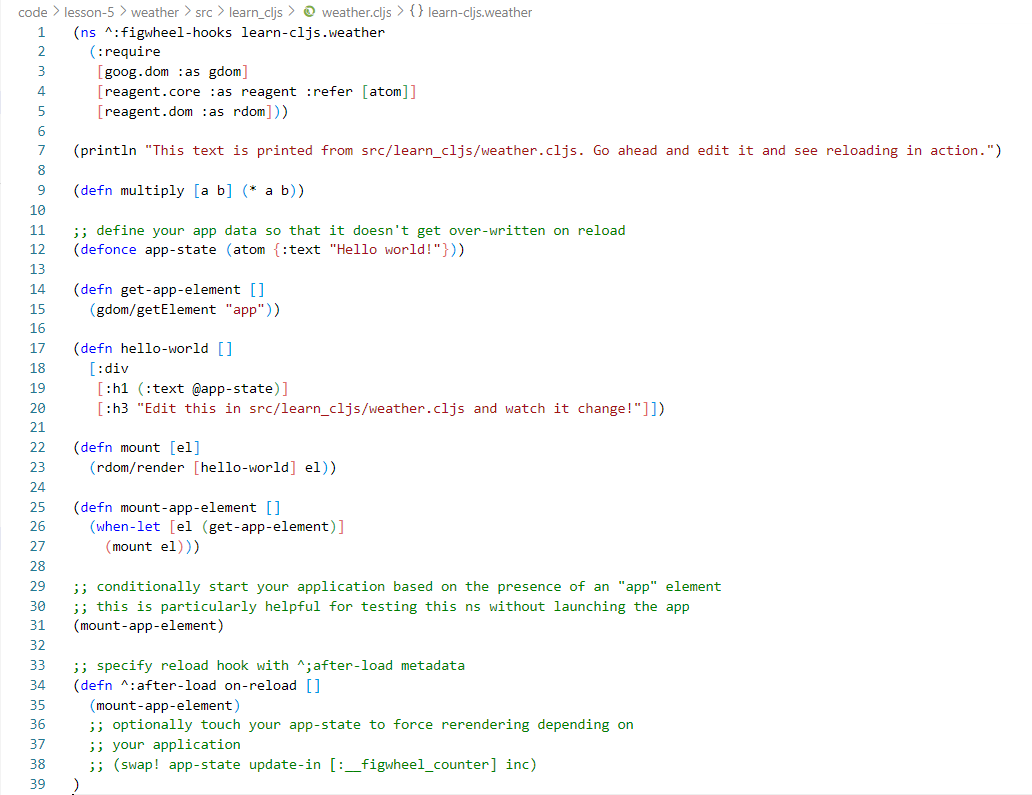 code > lesson-5 > weather > src > learn_cljs > weather.cljs > {} learn-cljs.weather
1 (ns ^:figwheel-hooks learn-cljs.weather
2 (:require
3 [goog.dom :as gdom]
4 [reagent.core :as reagent :refer [atom]]
5 [reagent.dom :as rdom]))
6
7 (println "This text is printed from src/learn_cljs/weather.cljs. Go ahead and edit it and see reloading in action.")
8
9 (defn multiply [a b] (* a b))
10
11 ;; define your app data so that it doesn't get over-written on reload
12 (defonce app-state (atom {:text "Hello world!"}))
13
14 (defn get-app-element []
15 (gdom/getElement "app"))
16
17 (defn hello-world []
18 [:div
19 [:h1 (:text @app-state)]
20 [:h3 "Edit this in src/learn_cljs/weather.cljs and watch it change!"]])
21
22 (defn mount [el]
23 (rdom/render [hello-world] el))
24
25 (defn mount-app-element []
26 (when-let [el (get-app-element)]
27 (mount el)))
28
29 ;; conditionally start your application based on the presence of an "app" element
30 ;; this is particularly helpful for testing this ns without launching the app
31 (mount-app-element)
32
33 ;; specify reload hook with ^;after-load metadata
34 (defn ^:after-load on-reload []
35 (mount-app-element)
36 ;; optionally touch your app-state to force rerendering depending on
37 ;; your application
38 ;; (swap! app-state update-in [:__figwheel_counter] inc)
39 )